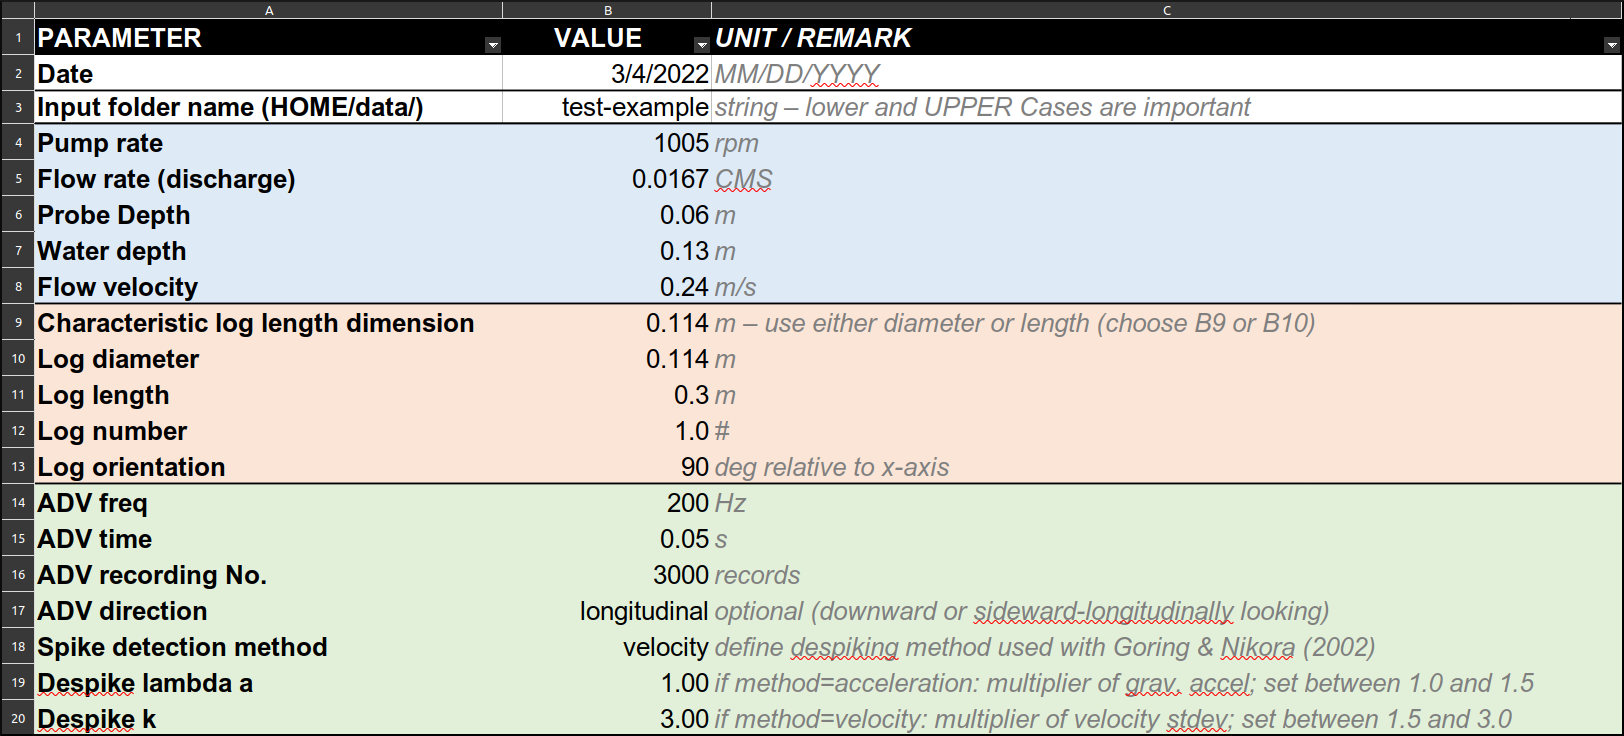 A B C
1 PARAMETER VALUE UNIT / REMARK
2 Date 3/4/2022 MM/DD/YYYY
3 Input folder name (HOME/data/) test-example string – lower and UPPER Cases are important
4 Pump rate 1005 rpm
5 Flow rate (discharge) 0.0167 CMS
6 Probe Depth 0.06 m
7 Water depth 0.13 m
8 Flow velocity 0.24 m/s
9 Characteristic log length dimension 0.114 m – use either diameter or length (choose B9 or B10)
10 Log diameter 0.114 m
11 Log length 0.3 m
12 Log number 1.0 #
13 Log orientation 90 deg relative to x-axis
14 ADV freq 200 Hz
15 ADV time 0.05 s
16 ADV recording No. 3000 records
17 ADV direction longitudinal optional (downward or sideward-longitudinally looking)
18 Spike detection method velocity define despiking method used with Goring & Nikora (2002)
19 Despike lambda a 1.00 if method=acceleration: multiplier of grav. accel; set between 1.0 and 1.5
20 Despike k 3.00 if method=velocity: multiplier of velocity stdev; set between 1.5 and 3.0